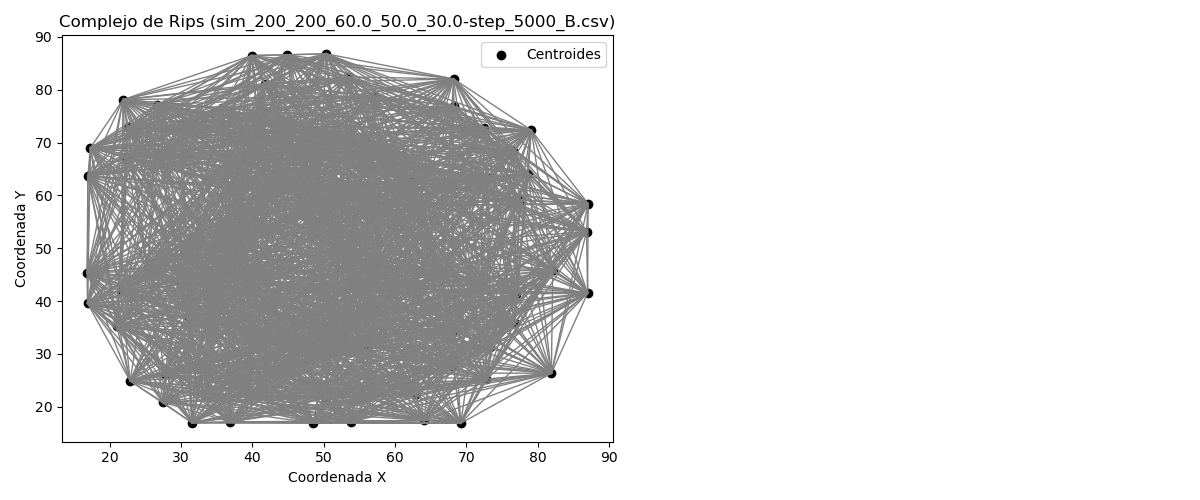 Complejo de Rips (sim_200_200_60.0_50.0_30.0-step_5000_B.csv)
Centroides
Coordenada Y
90
80
70
60
50
40
30
20
20 30 40 50 60 70 80 90
Coordenada X